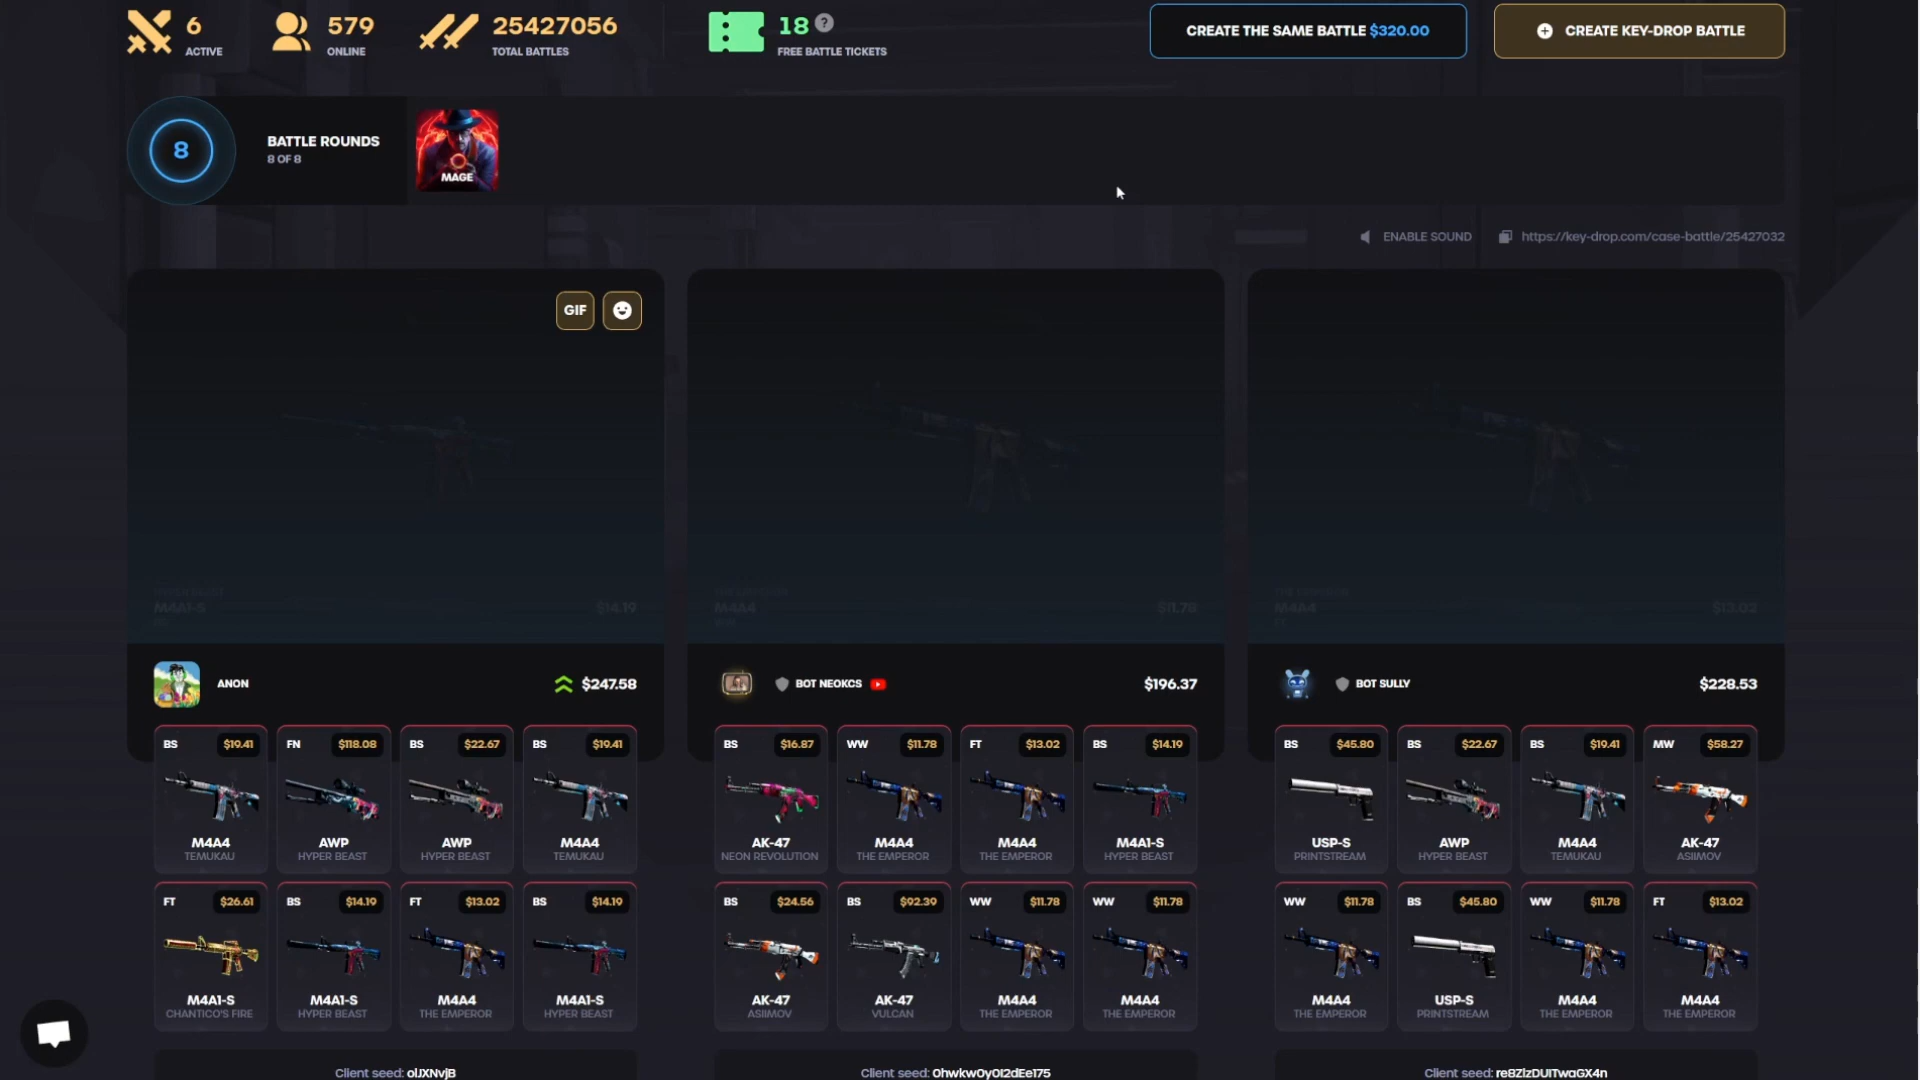 6
ACTIVE
579
ONLINE
25427056
TOTAL BATTLES
18 ?
FREE BATTLE TICKETS
CREATE THE SAME BATTLE $320.00
CREATE KEY-DROP BATTLE
8
BATTLE ROUNDS
8 OF 8
MAGE
ENABLE SOUND
https://key-drop.com/case-battle/25427032
GIF
M4A1-S $14.19
M4A4 $11.78
M4A4 $13.02
ANON $247.58
BOT NEOKCS $196.37
BOT SULLY $228.53
BS $19.41
M4A4
TEMUKAU
FN $118.08
AWP
HYPER BEAST
BS $22.67
AWP
HYPER BEAST
BS $19.41
M4A4
TEMUKAU
BS $16.87
AK-47
NEON REVOLUTION
WW $11.78
M4A4
THE EMPEROR
FT $13.02
M4A4
THE EMPEROR
BS $14.19
M4A1-S
HYPER BEAST
BS $45.80
USP-S
PRINTSTREAM
BS $22.67
AWP
HYPER BEAST
BS $19.41
M4A4
TEMUKAU
MW $58.27
AK-47
ASIIMOV
FT $26.61
M4A1-S
CHANTICO'S FIRE
BS $14.19
M4A1-S
HYPER BEAST
FT $13.02
M4A4
THE EMPEROR
BS $14.19
M4A1-S
HYPER BEAST
BS $24.56
AK-47
ASIIMOV
BS $92.39
AK-47
VULCAN
WW $11.78
M4A4
THE EMPEROR
WW $11.78
M4A4
THE EMPEROR
WW $11.78
M4A4
THE EMPEROR
BS $45.80
USP-S
PRINTSTREAM
WW $11.78
M4A4
THE EMPEROR
FT $13.02
M4A4
THE EMPEROR
Client seed:
Client seed:
Client seed: